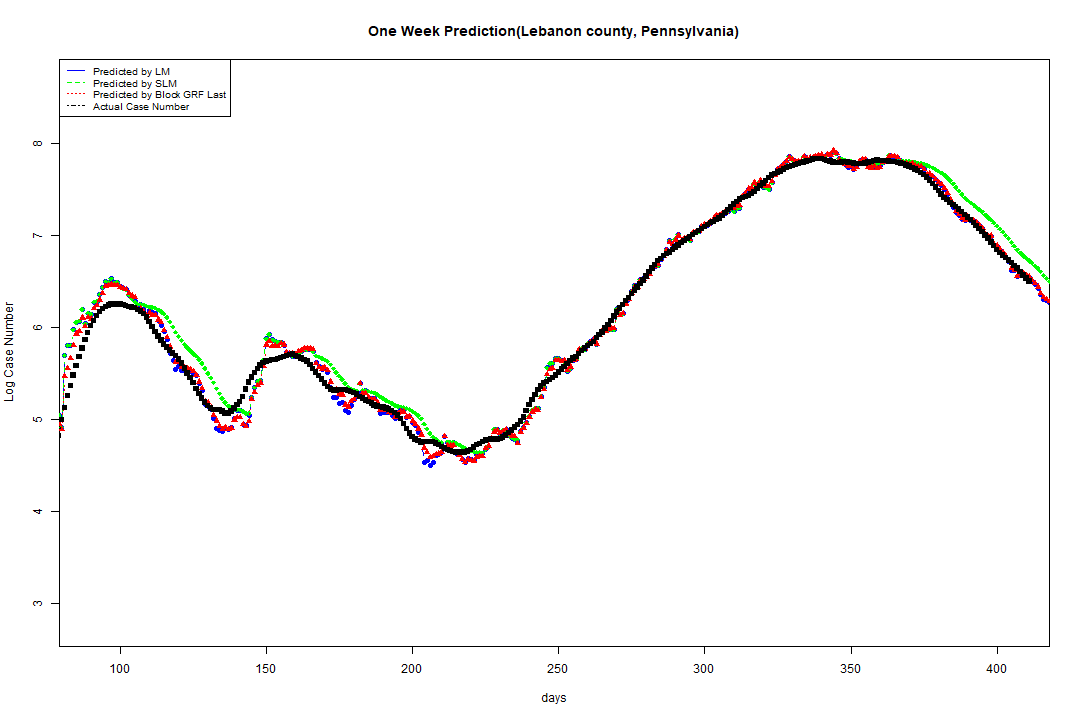 One Week Prediction(Lebanon county, Pennsylvania)
Predicted by LM
Predicted by SLM
Predicted by Block GRF Last
Actual Case Number
Log Case Number
8
7
6
5
4
3
100 150 200 250 300 350 400
days